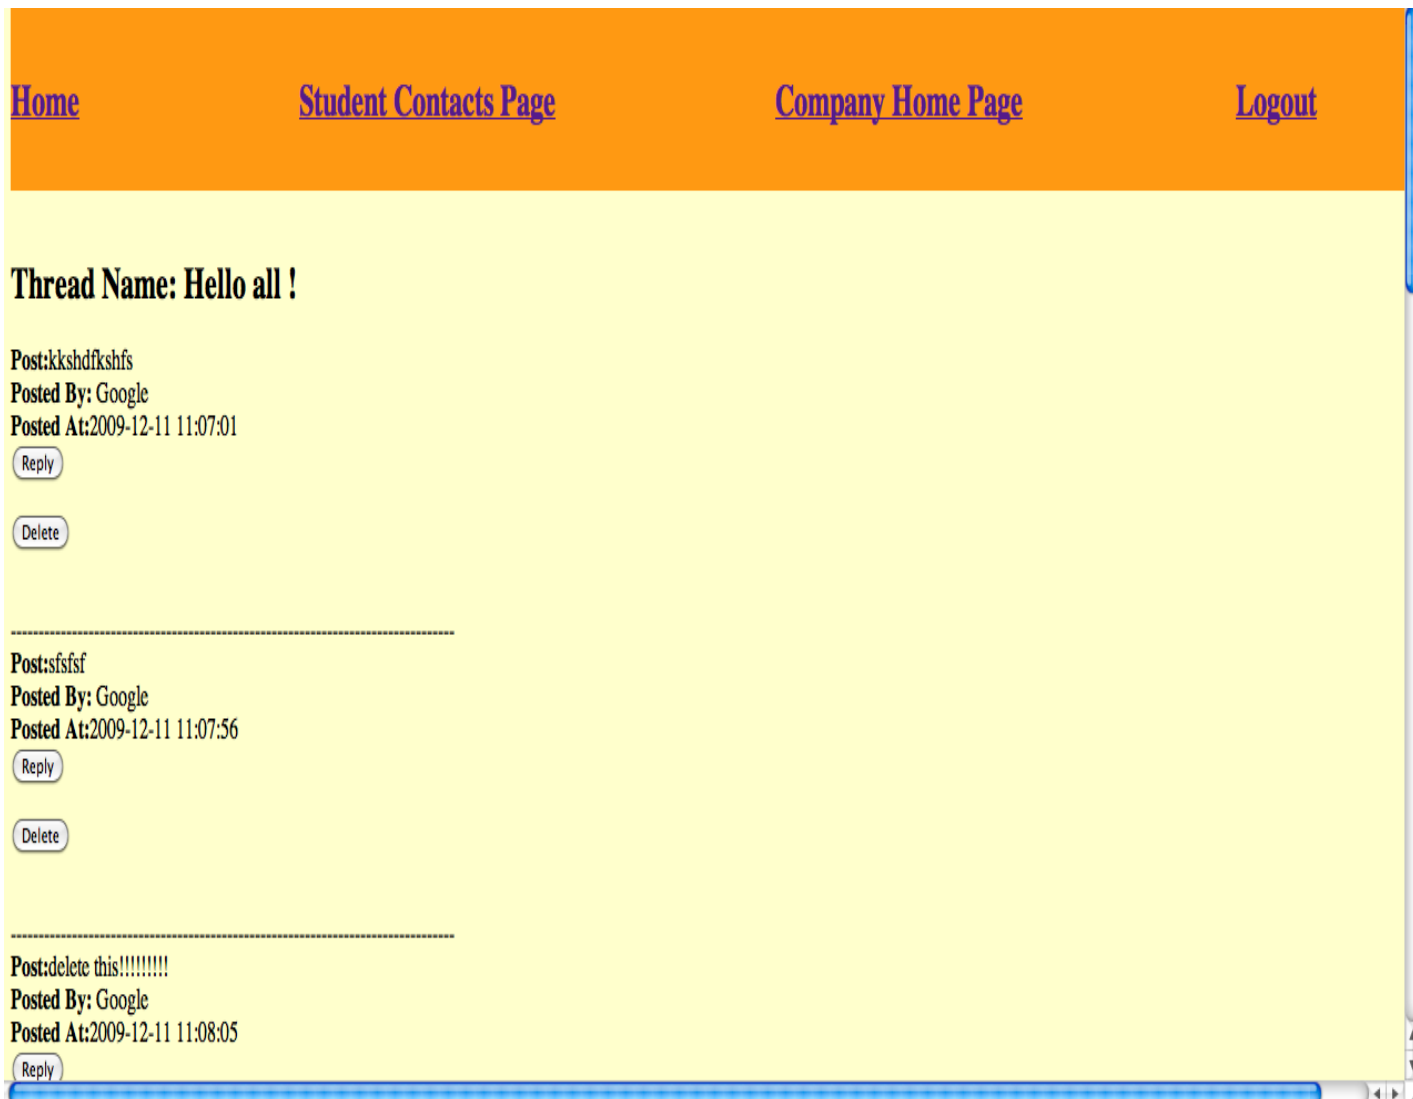 Home Student Contacts Page Company Home Page Logout
Thread Name: Hello all !
Post:kkshdfkshfs
Posted By: Google
Posted At:2009-12-11 11:07:01
Reply
Delete
--------------------------------------------------------------------------------
Post:sfsfsf
Posted By: Google
Posted At:2009-12-11 11:07:56
Reply
Delete
--------------------------------------------------------------------------------
Post:delete this!!!!!!!!!
Posted By: Google
Posted At:2009-12-11 11:08:05
Reply